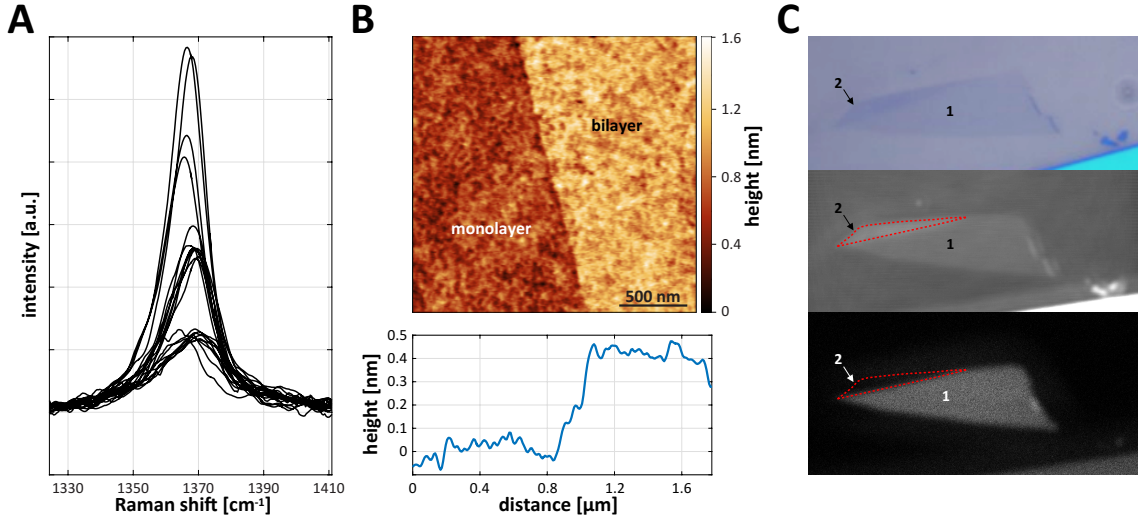 A
intensity [a.u.]
1330
1350
1370
1390
1410
Raman shift [cm-1]
B
monolayer
bilayer
500 nm
1.6
1.2
0.8
0.4
0
height [nm]
0.5
0.4
0.3
0.2
0.1
0
height [nm]
0
0.4
0.8
1.2
1.6
distance [µm]
C
2
1
2
1
2
1